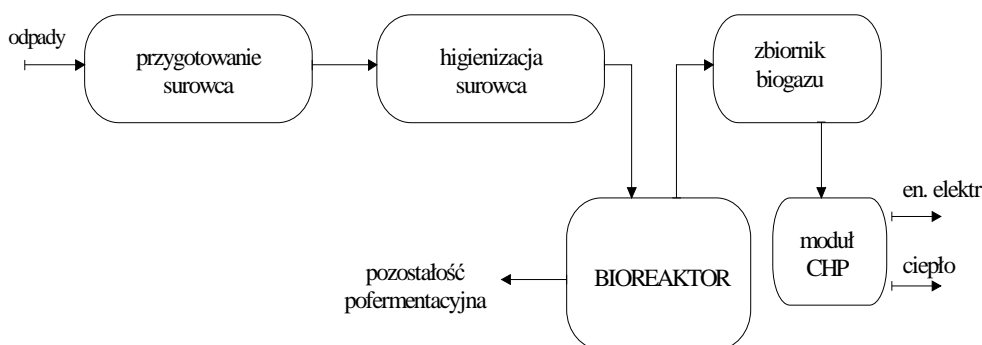 odpady
przygotowanie
surowca
higienizacja
surowca
zbiornik
biogazu
en. elektr
moduł
CHP
ciepło
BIOREAKTOR
pozostałość
pofermentacyjna